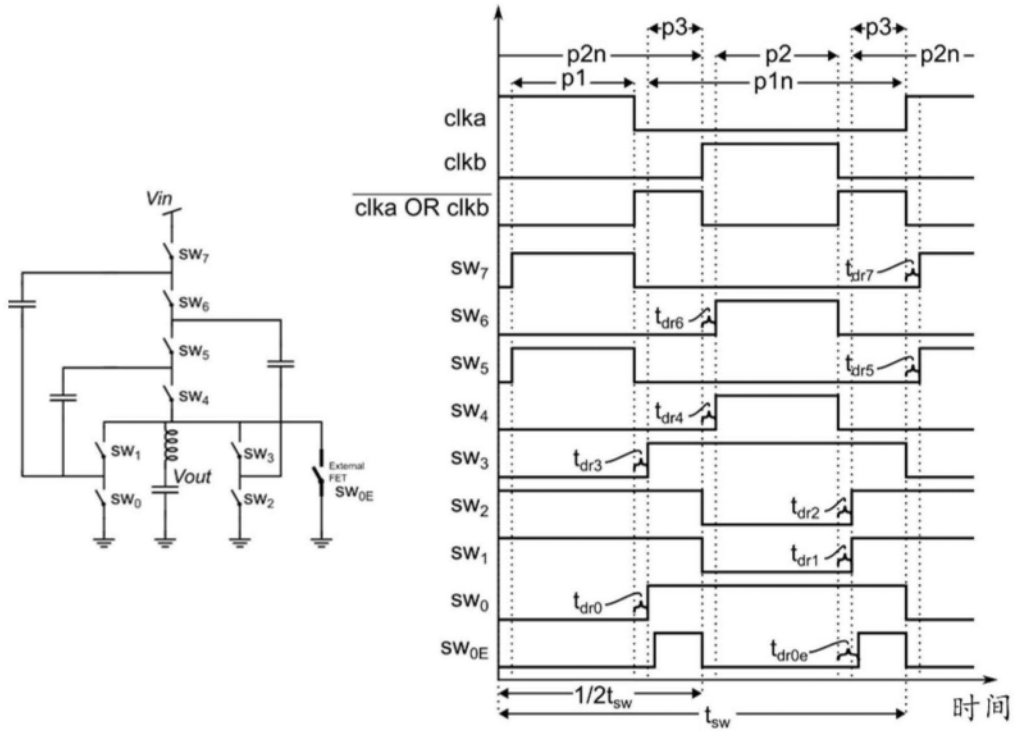 Vin
SW7
SW6
SW5
SW4
SW1
SW3
Vout
External
FET
SW0
SW2
SW0E
p3
p3
p2n
p2
p2n
p1
p1n
clka
clkb
clka OR clkb
SW7
tdr7
SW6
tdr6
SW5
tdr5
SW4
tdr4
SW3
tdr3
SW2
tdr2
SW1
tdr1
SW0
tdr0
SW0E
tdr0e
1/2tsw
tsw
时间